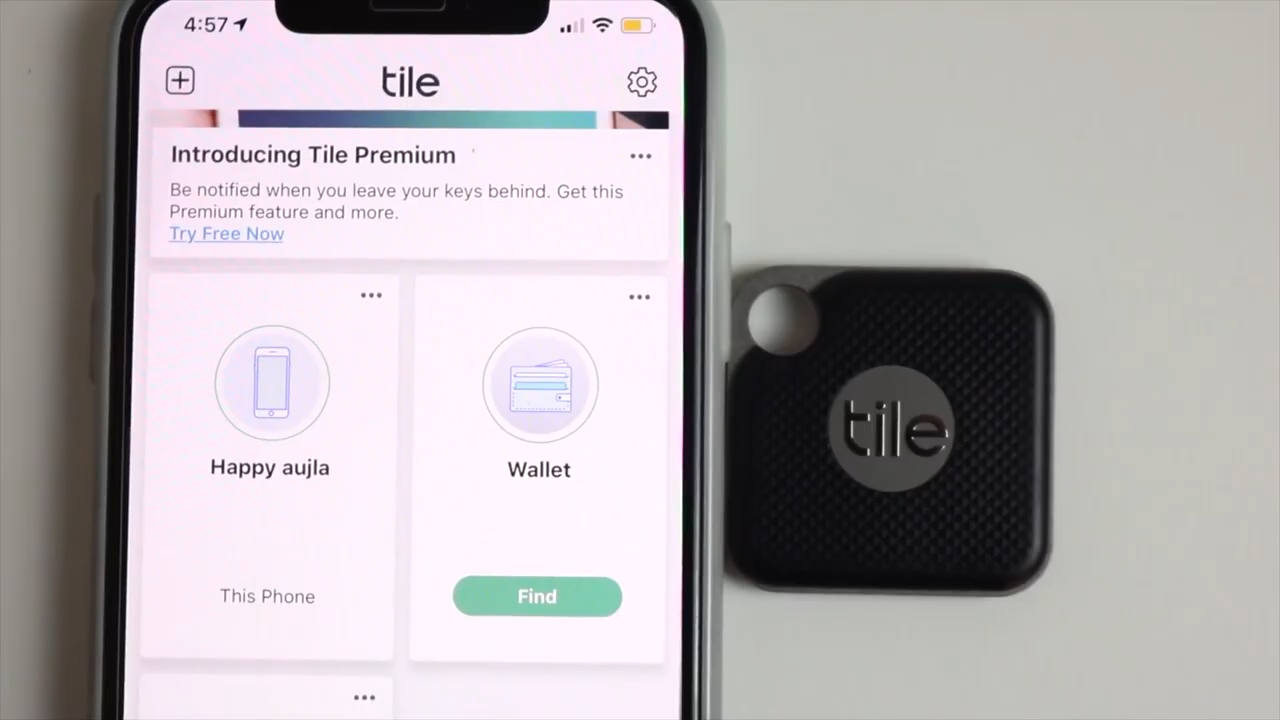 4:57
tile
Introducing Tile Premium
Be notified when you leave your keys behind. Get this
Premium feature and more.
Try Free Now
Happy aujla
Wallet
This Phone
Find
tile